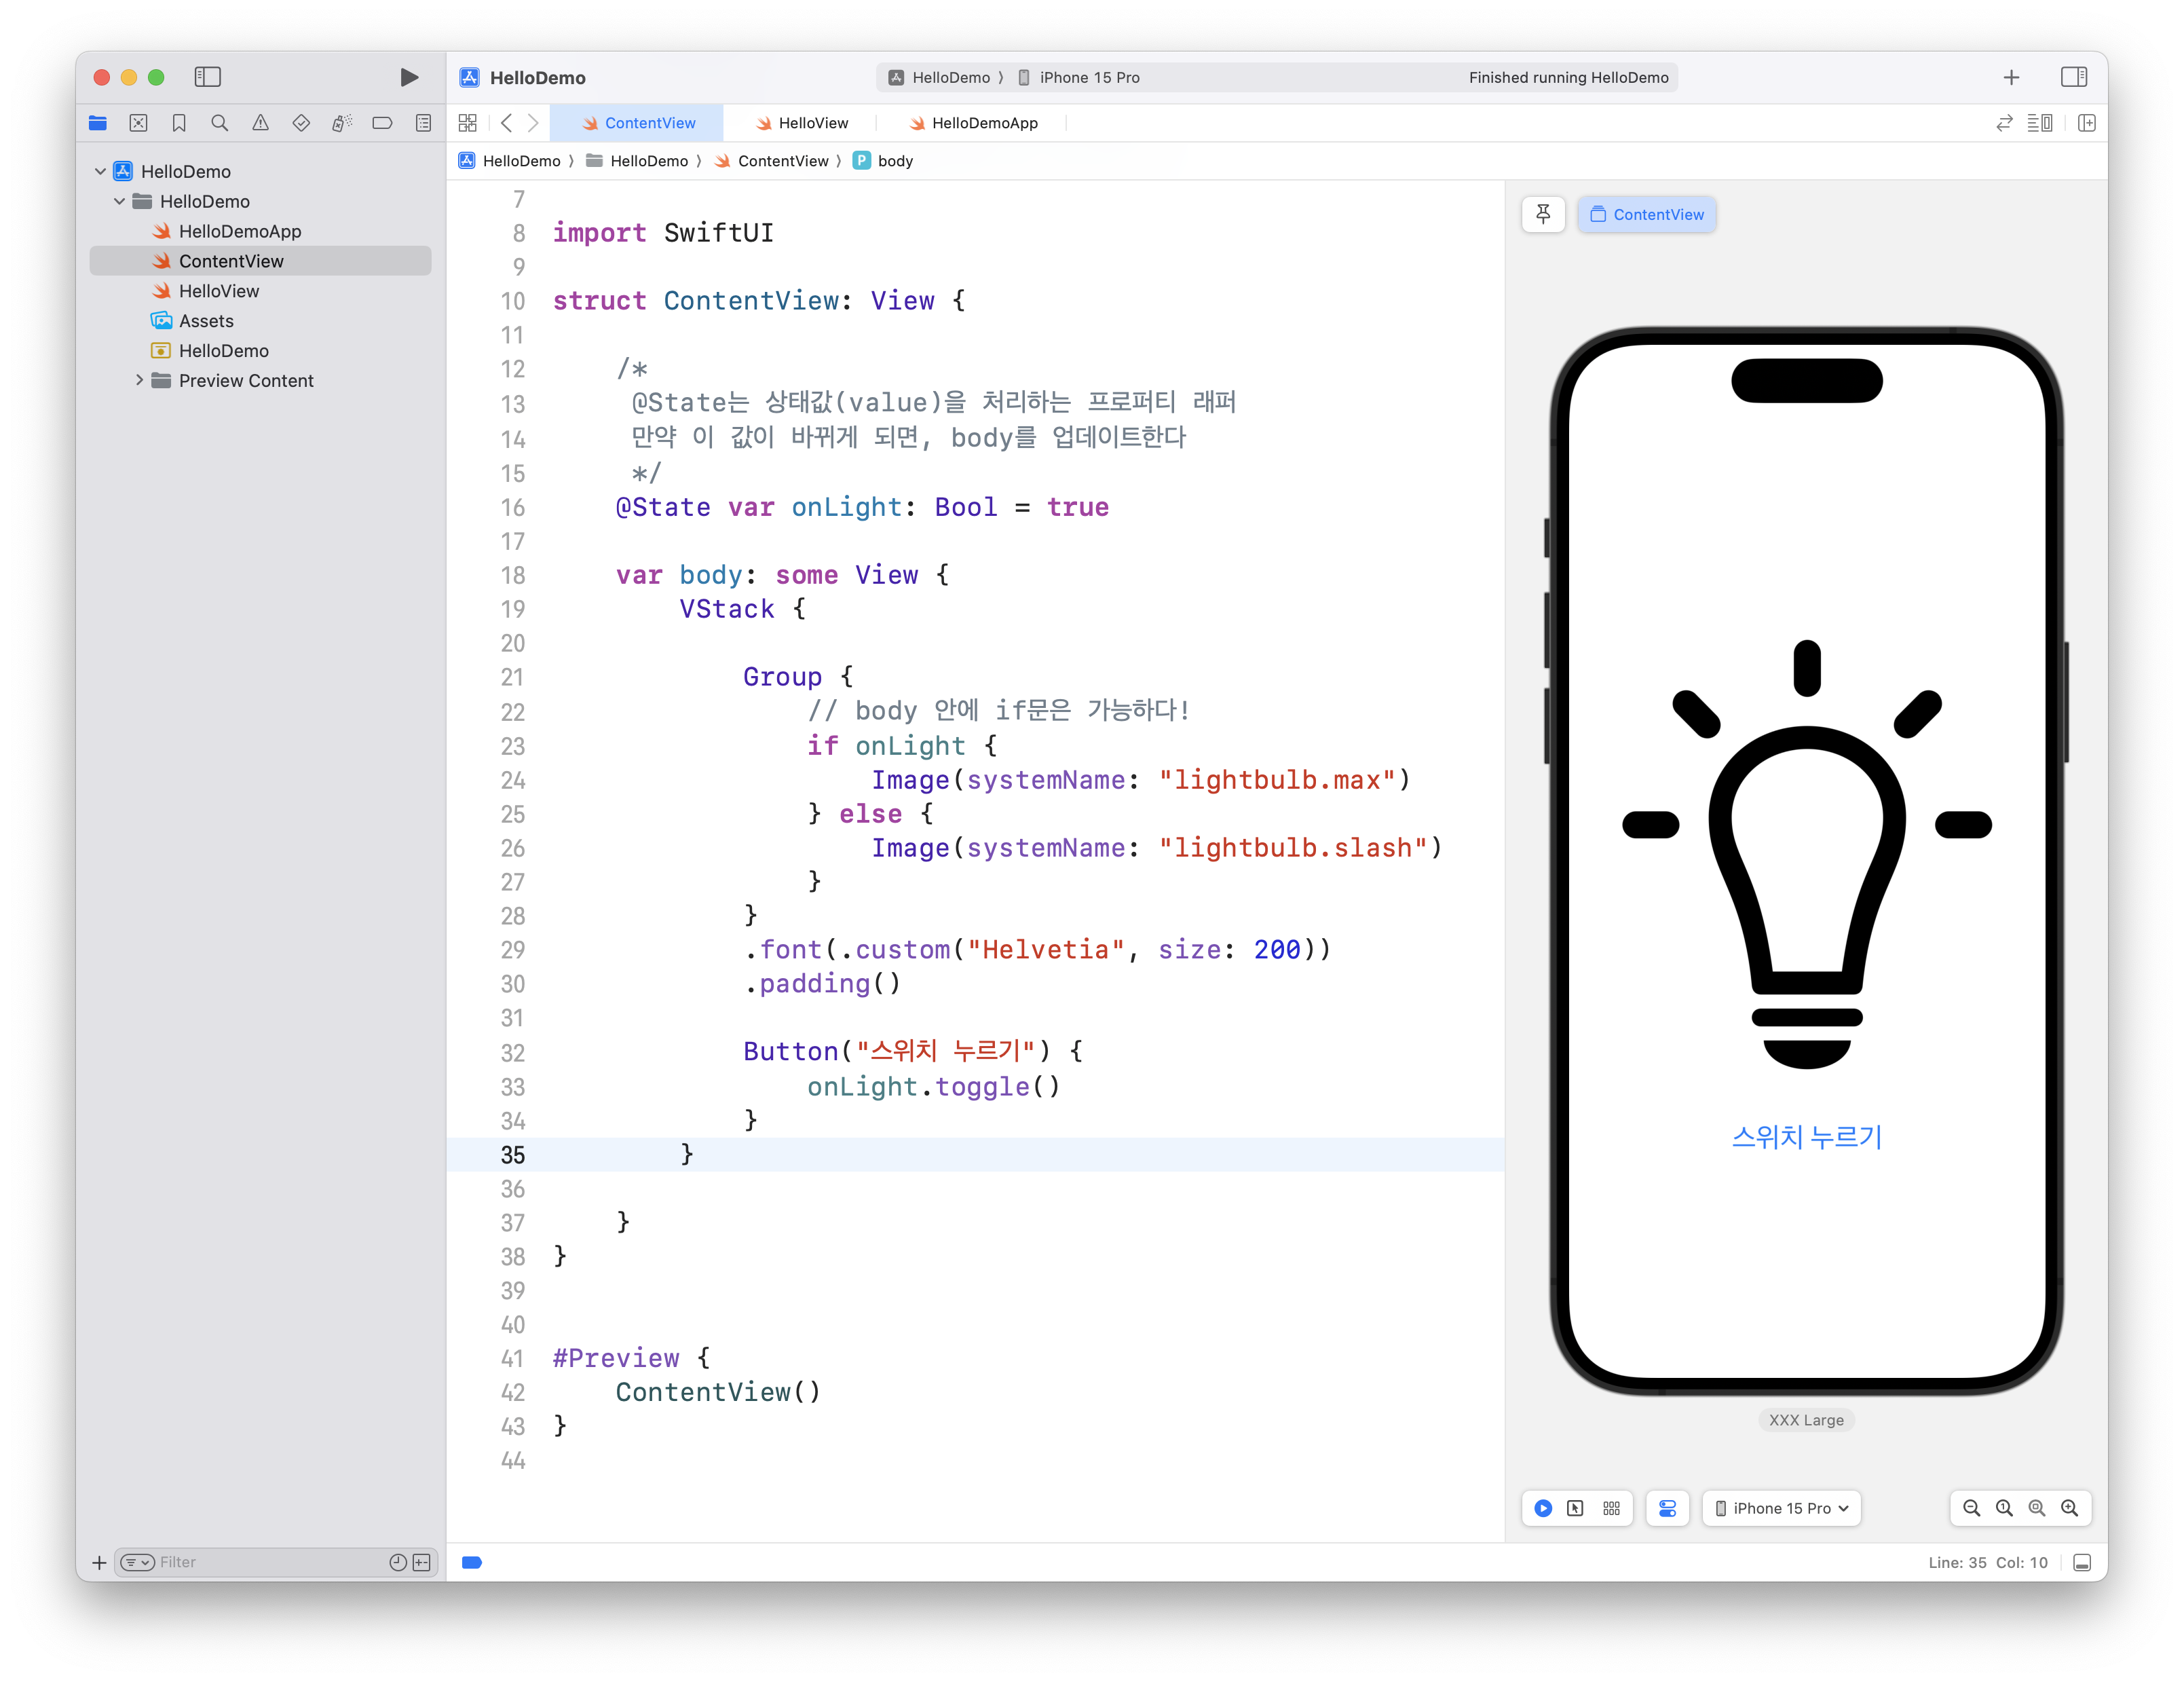 HelloDemo
HelloDemo 〉 iPhone 15 Pro
Finished running HelloDemo
ContentView
HelloView
HelloDemoApp
HelloDemo 〉 HelloDemo 〉 ContentView 〉 P body
HelloDemo
HelloDemo
HelloDemoApp
ContentView
HelloView
Assets
HelloDemo
Preview Content
Filter
7
8 import SwiftUI
9
10 struct ContentView: View {
11
12 /*
13 @State는 상태값(value)을 처리하는 프로퍼티 래퍼
14 만약 이 값이 바뀌게 되면, body를 업데이트한다
15 */
16 @State var onLight: Bool = true
17
18 var body: some View {
19 VStack {
20
21 Group {
22 // body 안에 if문은 가능하다!
23 if onLight {
24 Image(systemName: "lightbulb.max")
25 } else {
26 Image(systemName: "lightbulb.slash")
27 }
28 }
29 .font(.custom("Helvetia", size: 200))
30 .padding()
31
32 Button("스위치 누르기") {
33 onLight.toggle()
34 }
35 }
36
37 }
38 }
39
40
41 #Preview {
42 ContentView()
43 }
44
ContentView
스위치 누르기
XXX Large
iPhone 15 Pro
Line: 35 Col: 10